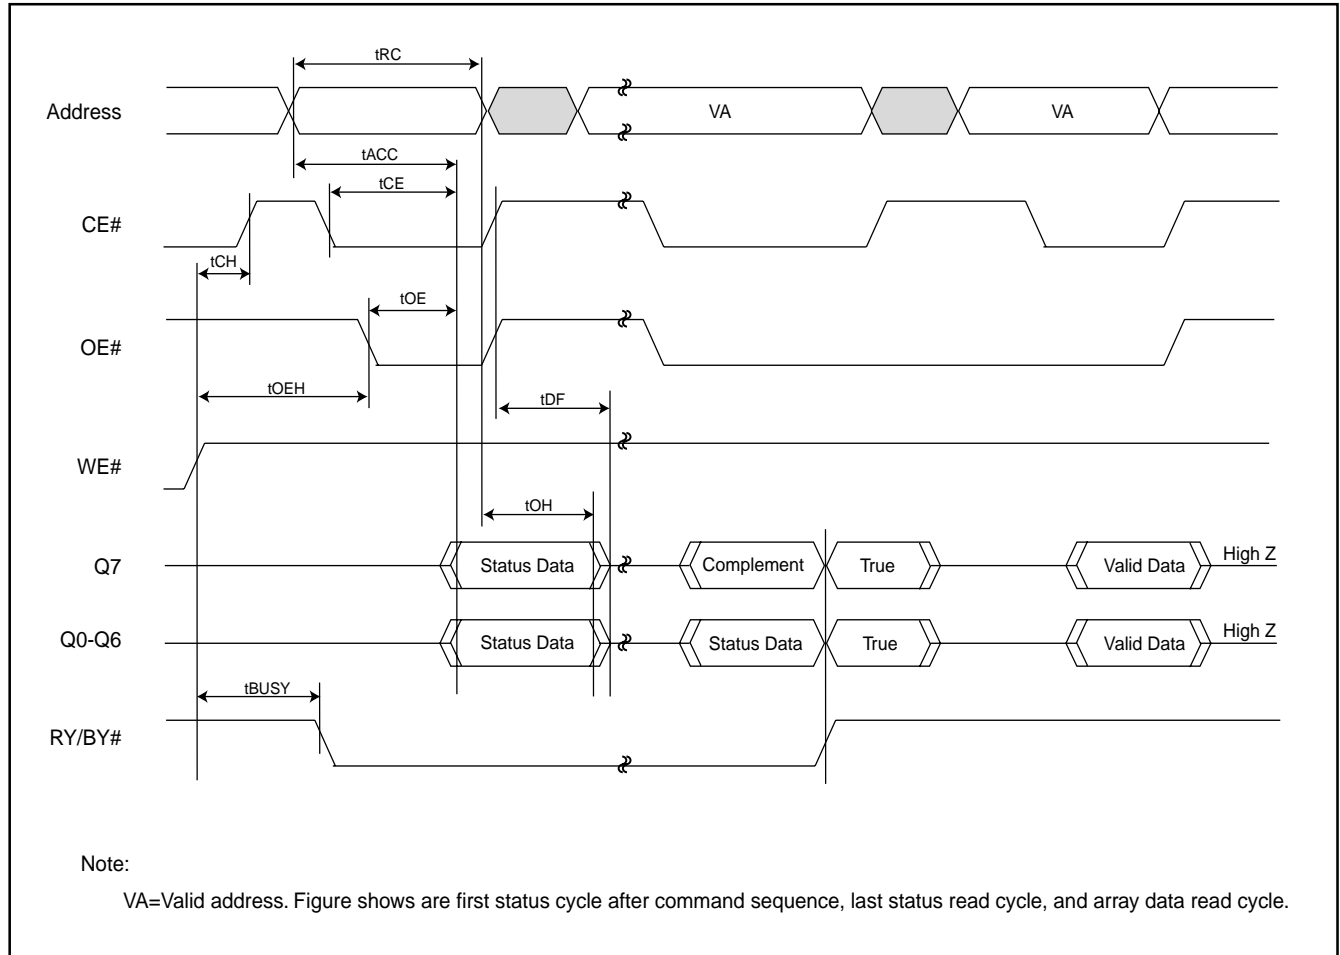 tRC
Address VA VA
tACC
tCE
CE#
tCH
tOE
OE#
tOEH
tDF
WE#
tOH
Q7 Status Data Complement True Valid Data High Z
Q0-Q6 Status Data Status Data True Valid Data High Z
tBUSY
RY/BY#
Note:
VA=Valid address. Figure shows are first status cycle after command sequence, last status read cycle, and array data read cycle.